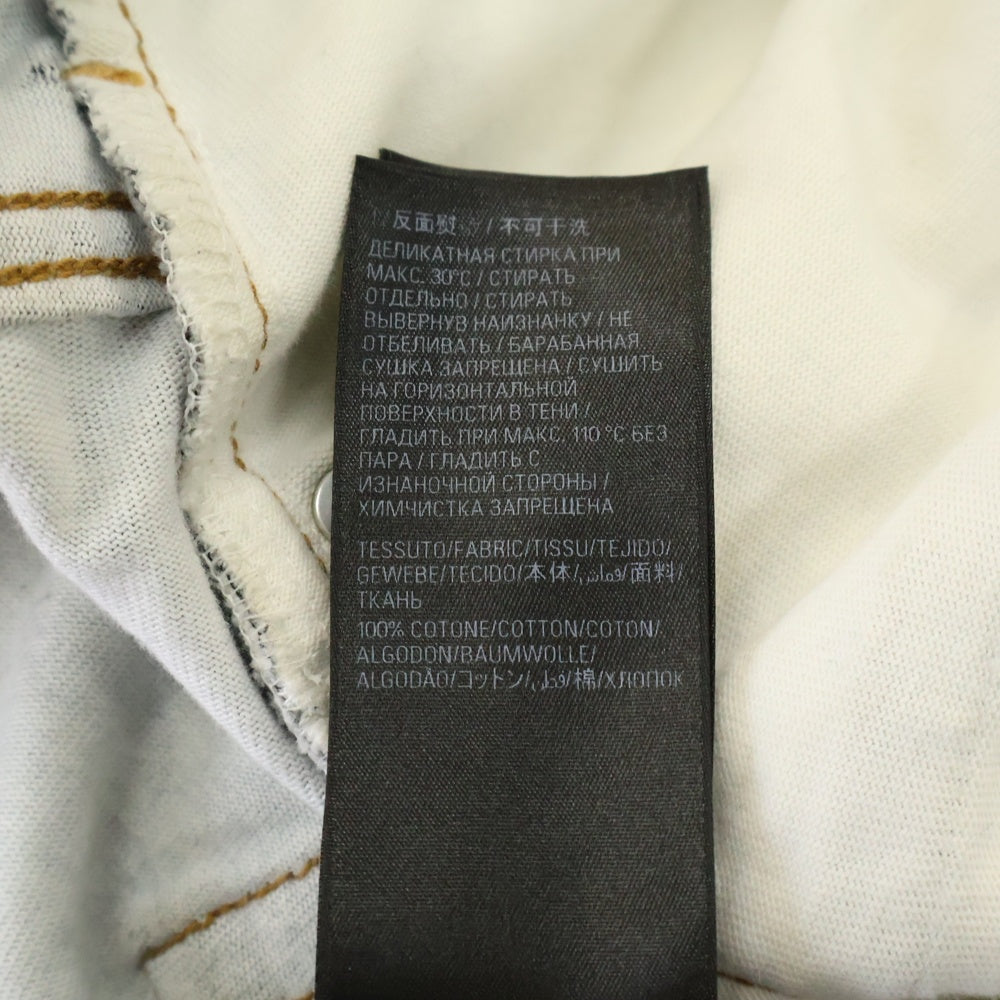 反面熨 / 不可干洗
ДЕЛИКАТНАЯ СТИРКА ПРИ
МАКС. 30°C / СТИРАТЬ
ОТДЕЛЬНО / СТИРАТЬ
ВЫВЕРНУВ НАИЗНАНКУ / НЕ
ОТБЕЛИВАТЬ / БАРАБАННАЯ
СУШКА ЗАПРЕЩЕНА / СУШИТЬ
НА ГОРИЗОНТАЛЬНОЙ
ПОВЕРХНОСТИ В ТЕНИ /
ГЛАДИТЬ ПРИ МАКС. 110 °C БЕЗ
ПАРА / ГЛАДИТЬ С
ИЗНАНОЧНОЙ СТОРОНЫ /
ХИМЧИСТКА ЗАПРЕЩЕНА
TESSUTO/FABRIC/TISSU/TEJIDO/
GEWEBE/TECIDO/本体/قماش/面料/
ТКАНЬ
100% COTONE/COTTON/COTON/
ALGODON/BAUMWOLLE/
ALGODÃO/コットン/قطن/棉/ХЛОПОК